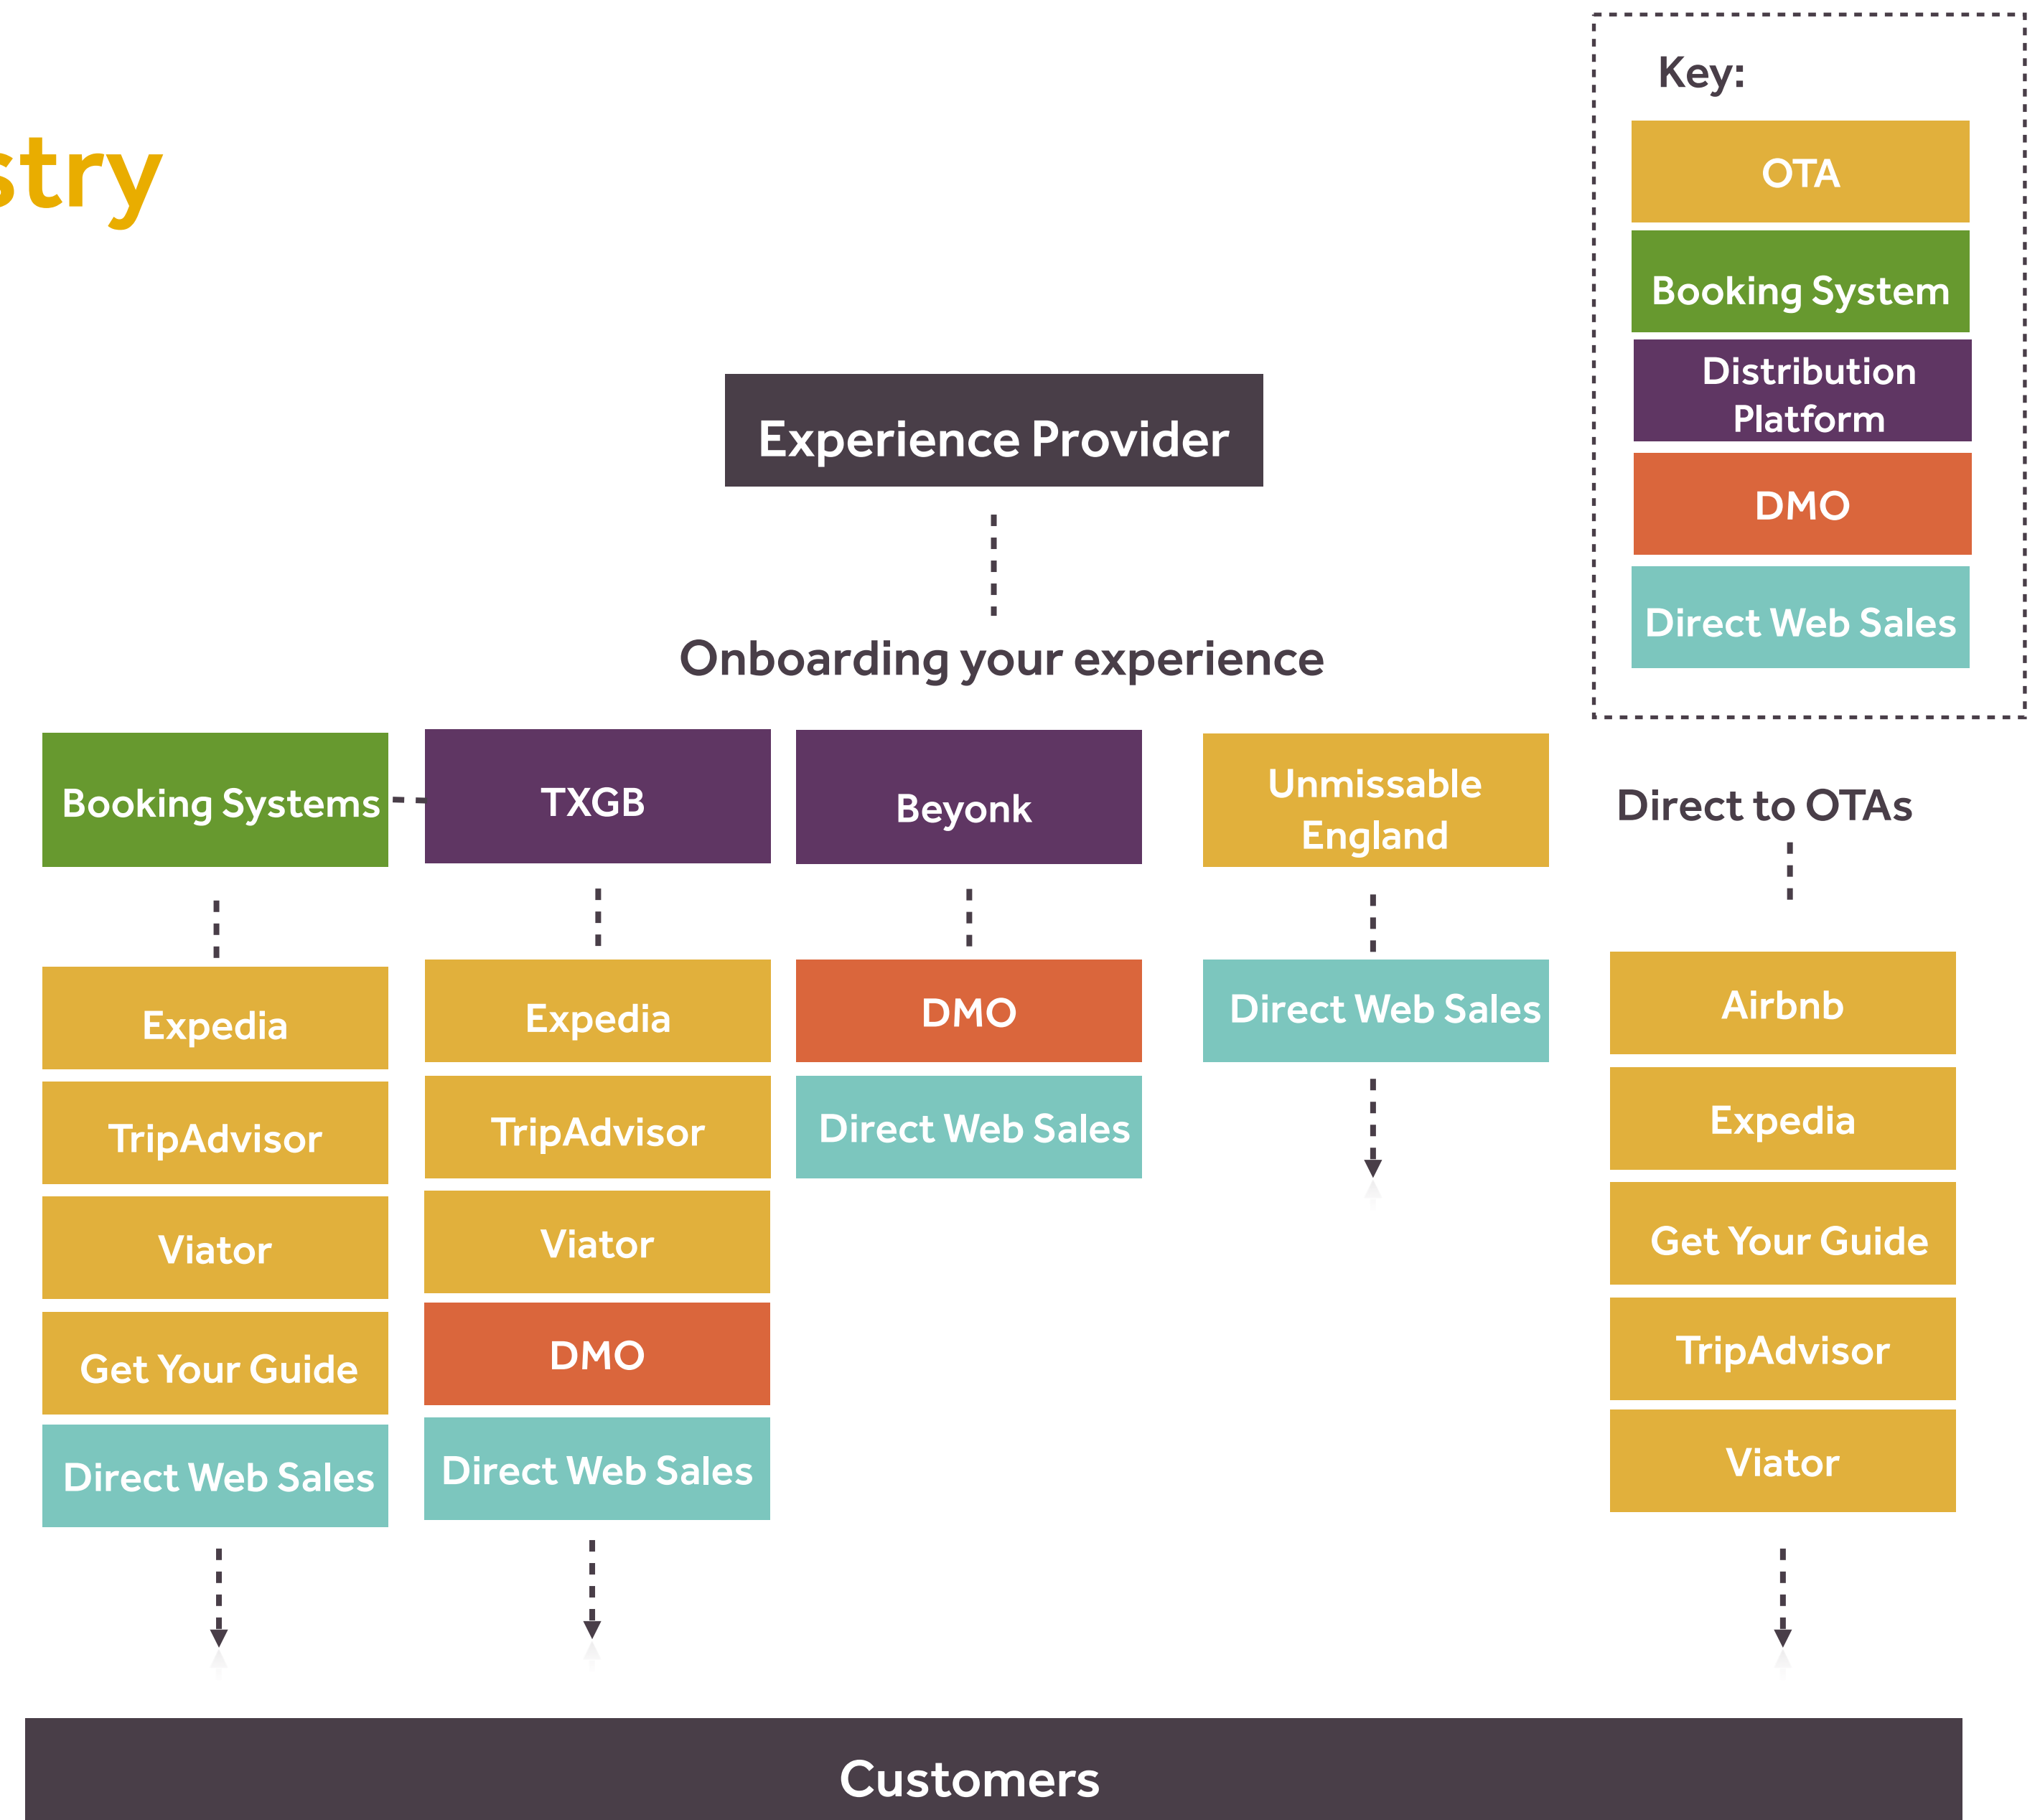 stry
Key:
OTA
Booking System
Distribution
Platform
DMO
Direct Web Sales
Experience Provider
Onboarding your experience
Booking Systems
TXGB
Beyonk
Unmissable
England
Direct to OTAs
Expedia
TripAdvisor
Viator
Get Your Guide
Direct Web Sales
Expedia
TripAdvisor
Viator
DMO
Direct Web Sales
DMO
Direct Web Sales
Direct Web Sales
Airbnb
Expedia
Get Your Guide
TripAdvisor
Viator
Customers